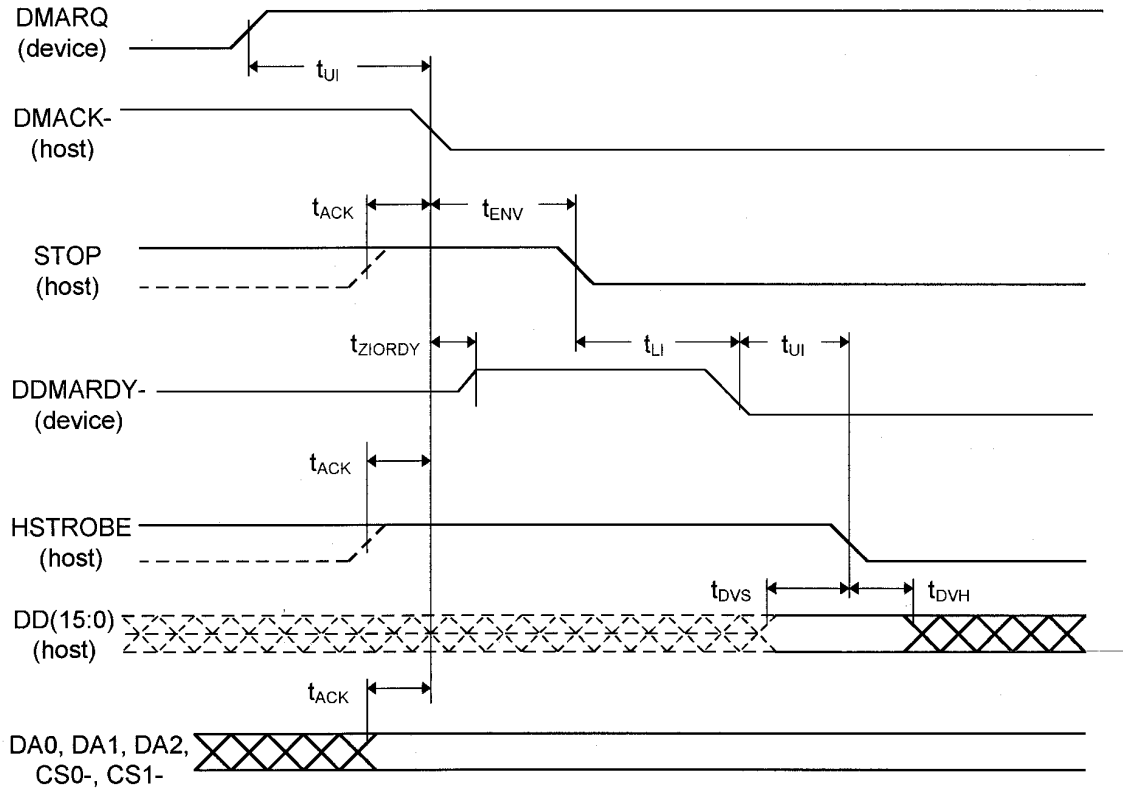 DMARQ
(device)
tUI
DMACK-
(host)
tACK
tENV
STOP
(host)
tZIORDY
tLI
tUI
DDMARDY-
(device)
tACK
HSTROBE
(host)
tDVS
tDVH
DD(15:0)
(host)
tACK
DA0, DA1, DA2,
CS0-, CS1-